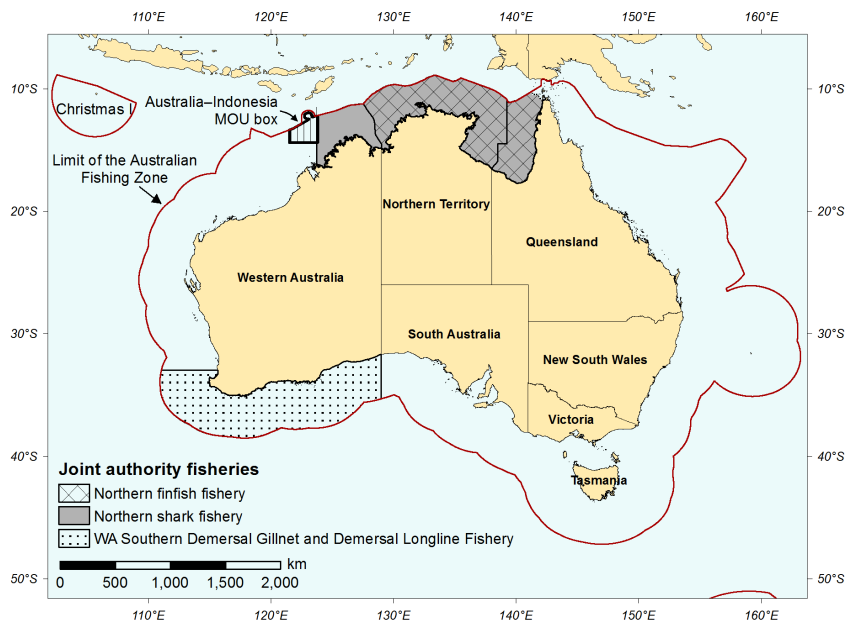 110°E 120°E 130°E 140°E 150°E 160°E
10°S 10°S
Christmas I
Australia–Indonesia
MOU box
Limit of the Australian
Fishing Zone
20°S 20°S
Northern Territory
Queensland
Western Australia
30°S 30°S
South Australia
New South Wales
Victoria
40°S 40°S
Tasmania
Joint authority fisheries
Northern finfish fishery
Northern shark fishery
WA Southern Demersal Gillnet and Demersal Longline Fishery
km
0 500 1,000 1,500 2,000
50°S 50°S
110°E 120°E 130°E 140°E 150°E 160°E